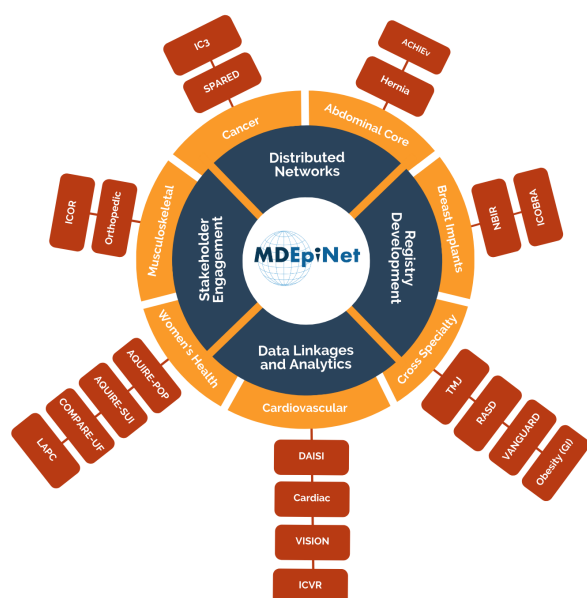 IC3
SPARED
ACHIEv
Hernia
Cancer
Abdominal Core
Distributed
Networks
Musculoskeletal
Orthopedic
ICOR
Stakeholder
Engagement
MDEpiNet
Registry
Development
Breast Implants
NBIR
ICOBRA
Data Linkages
and Analytics
Women's Health
AQUIRE-POP
AQUIRE-SUI
COMPARE-UF
LAPC
Cardiovascular
DAISI
Cardiac
VISION
ICVR
Cross Specialty
TMJ
RASD
VANGUARD
Obesity (GI)